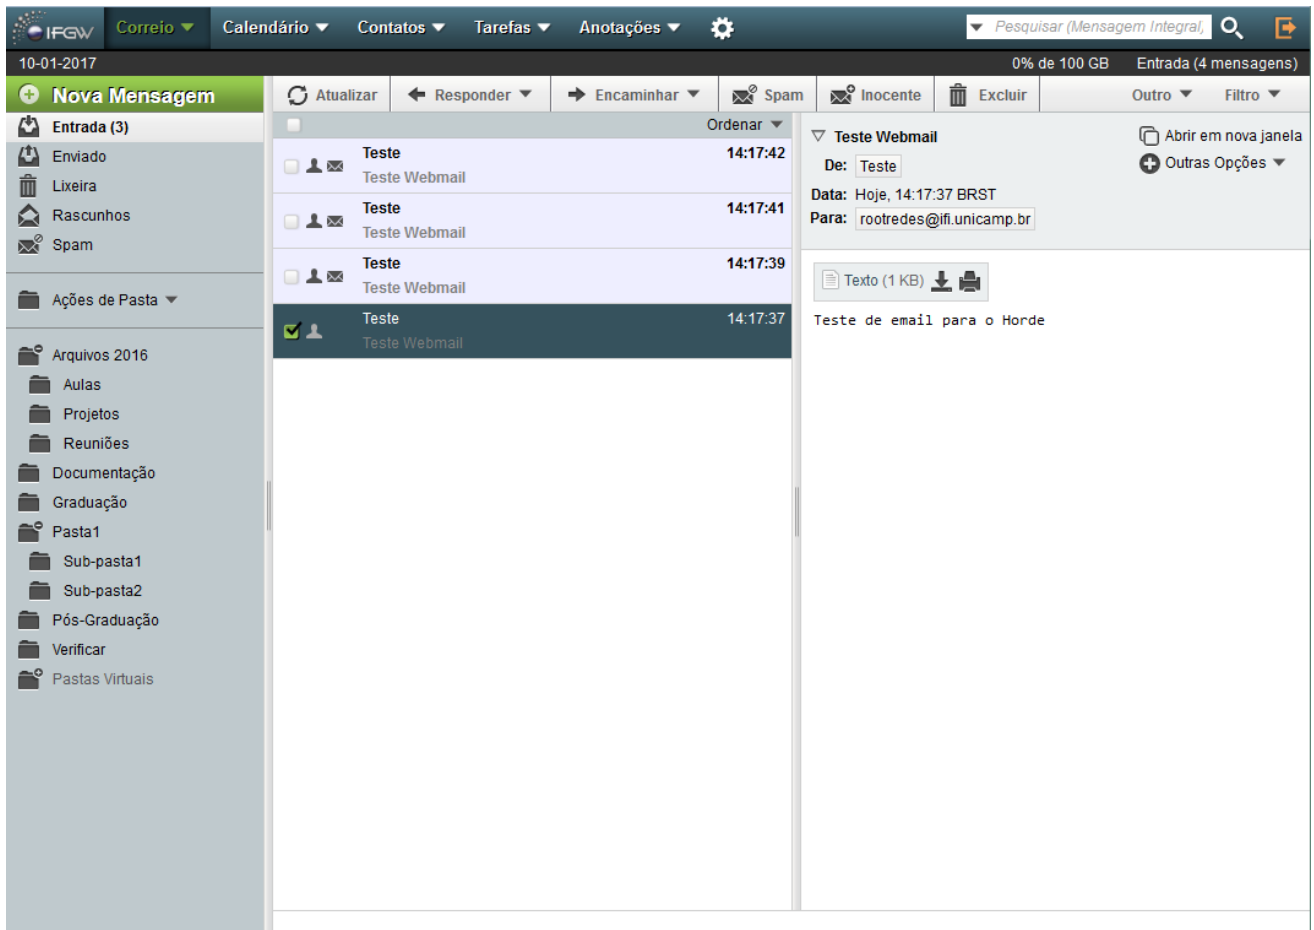 IFGW Correio Calendário Contatos Tarefas Anotações Pesquisar (Mensagem Integral,
10-01-2017 0% de 100 GB Entrada (4 mensagens)
Nova Mensagem
Atualizar Responder Encaminhar Spam Inocente Excluir Outro Filtro
Entrada (3)
Enviado
Lixeira
Rascunhos
Spam
Ações de Pasta
Arquivos 2016
Aulas
Projetos
Reuniões
Documentação
Graduação
Pasta1
Sub-pasta1
Sub-pasta2
Pós-Graduação
Verificar
Pastas Virtuais
Ordenar
Teste 14:17:42
Teste Webmail
Teste 14:17:41
Teste Webmail
Teste 14:17:39
Teste Webmail
Teste 14:17:37
Teste Webmail
Teste Webmail Abrir em nova janela
De: Teste Outras Opções
Data: Hoje, 14:17:37 BRST
Para: rootredes@ifi.unicamp.br
Texto (1 KB)
Teste de email para o Horde